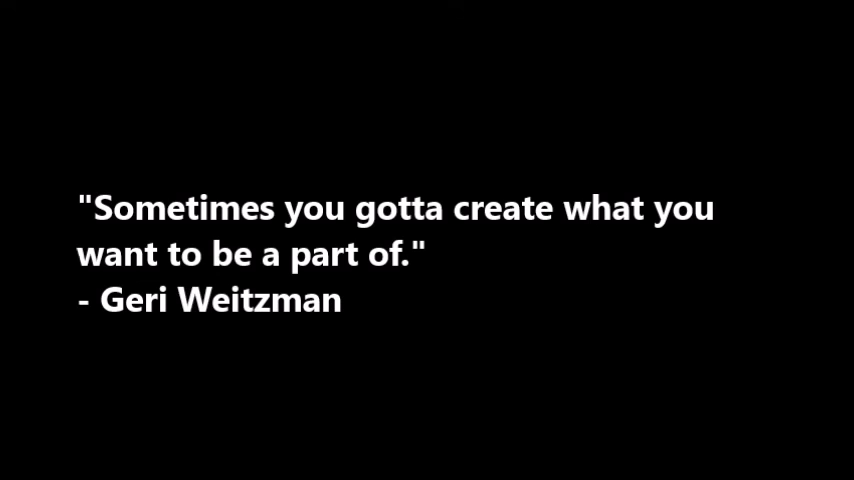 "Sometimes you gotta create what you
want to be a part of."
- Geri Weitzman